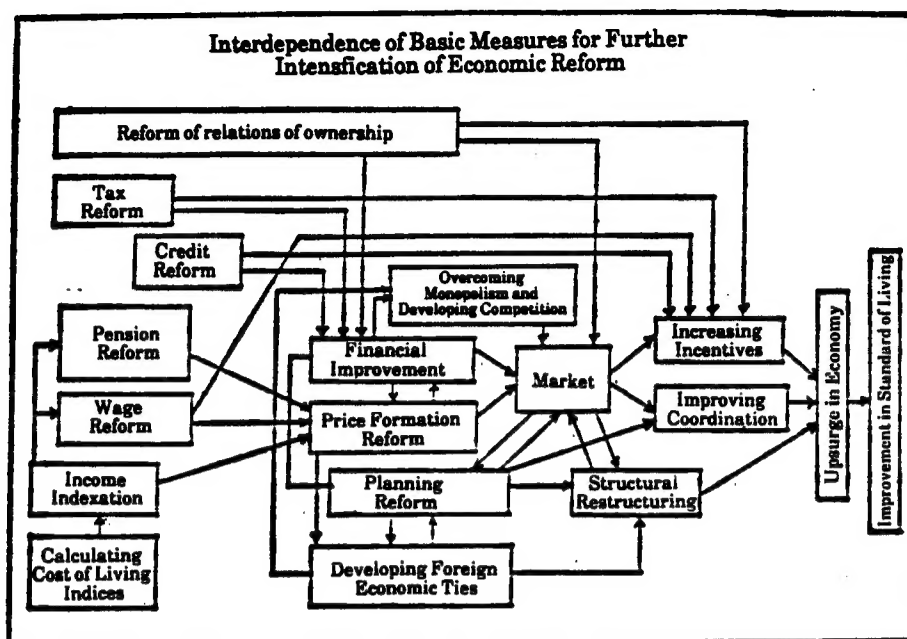 Interdependence of Basic Measures for Further
Intensfication of Economic Reform
Reform of relations of ownership
Tax
Reform
Credit
Reform
Overcoming
Monopolism and
Developing Competition
Pension
Reform
Financial
Improvement
Market
Increasing
Incentives
Wage
Reform
Price Formation
Reform
Improving
Coordination
Income
Indexation
Planning
Reform
Structural
Restructuring
Calculating
Cost of Living
Indices
Developing Foreign
Economic Ties
Upsurge in Economy
Improvement in Standard of Living